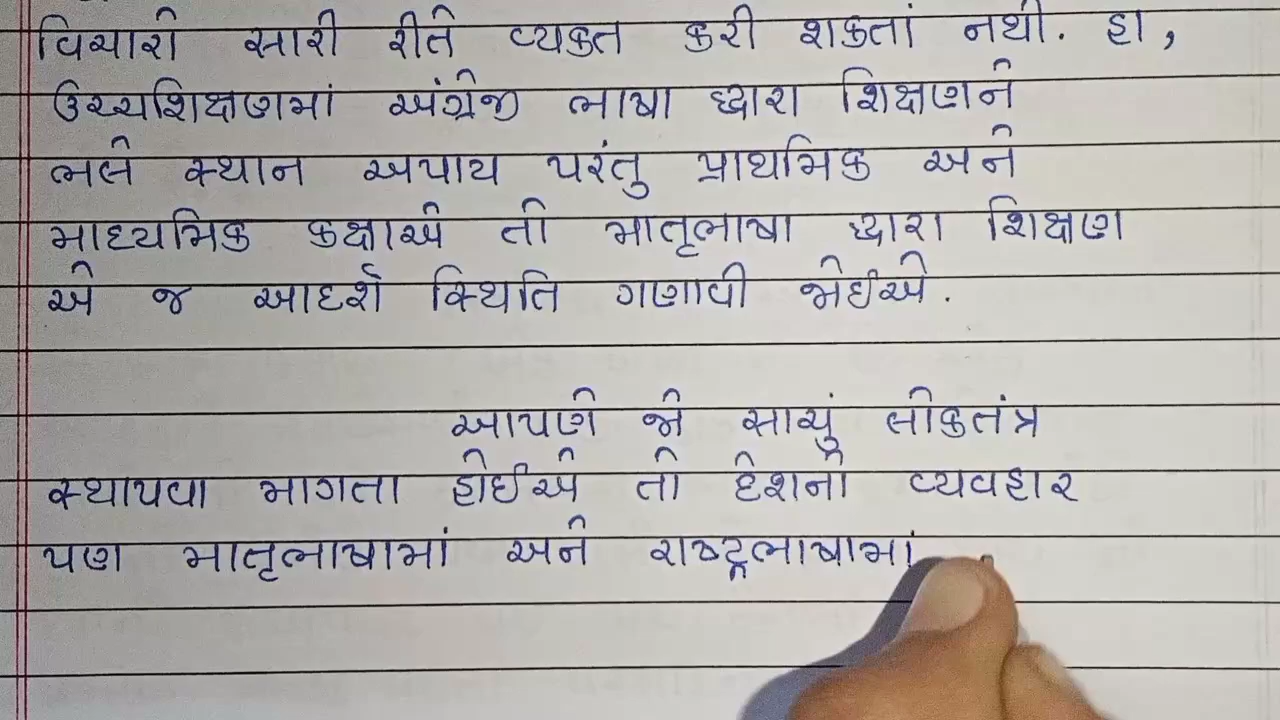 વિચારો સારી રીતે વ્યક્ત કરી શકતાં નથી. હા,
ઉચ્ચશિક્ષણમાં અંગ્રેજી ભાષા દ્વારા શિક્ષણને
ભલે સ્થાન અપાય પરંતુ પ્રાથમિક અને
માધ્યમિક કક્ષાએ તો માતૃભાષા દ્વારા શિક્ષણ
એ જ આદર્શ સ્થિતિ ગણાવી જોઈએ.
આપણે જો સાચું લોકતંત્ર
સ્થાપવા માગતા હોઈએ તો દેશનો વ્યવહાર
પણ માતૃભાષામાં અને રાષ્ટ્રભાષામાં